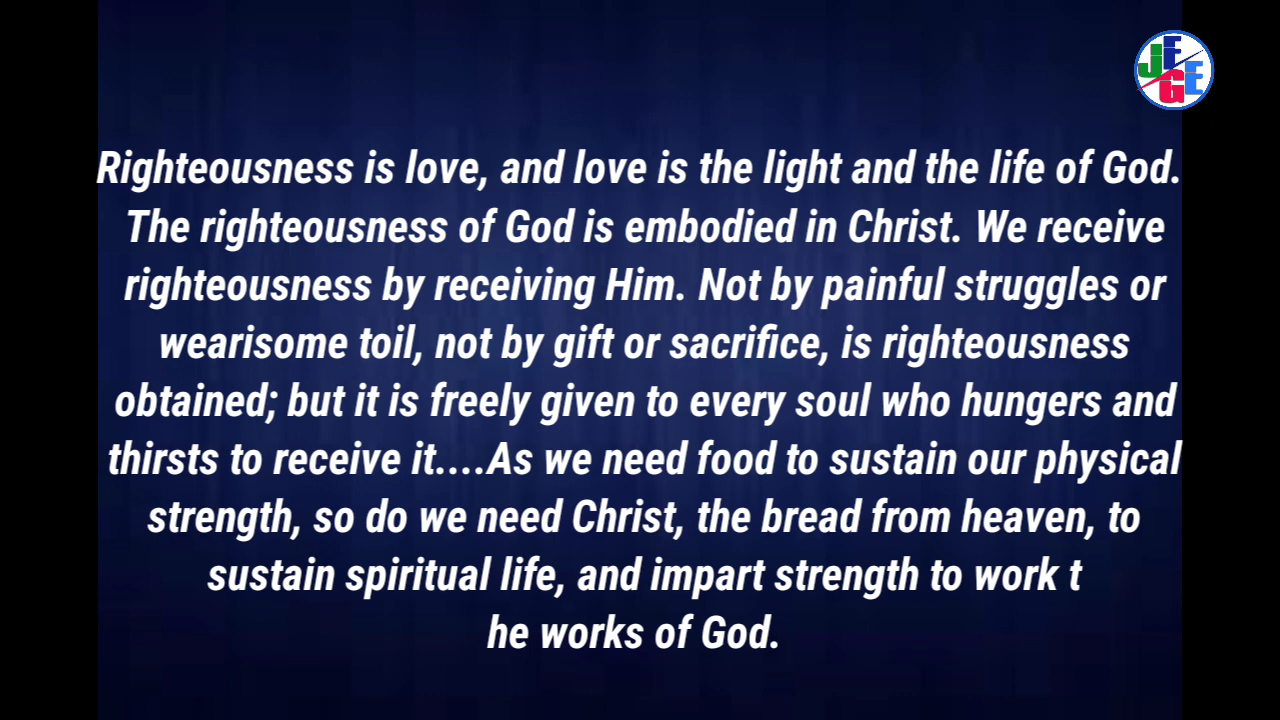 JFGE
Righteousness is love, and love is the light and the life of God.
The righteousness of God is embodied in Christ. We receive
righteousness by receiving Him. Not by painful struggles or
wearisome toil, not by gift or sacrifice, is righteousness
obtained; but it is freely given to every soul who hungers and
thirsts to receive it....As we need food to sustain our physical
strength, so do we need Christ, the bread from heaven, to
sustain spiritual life, and impart strength to work t
he works of God.